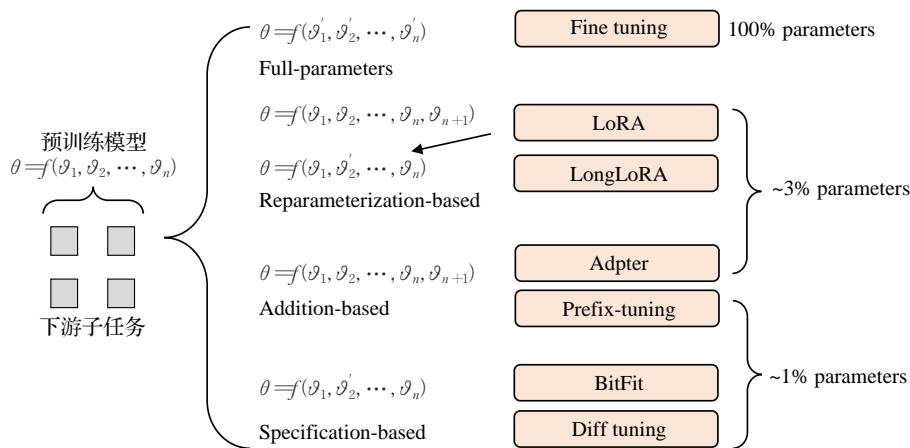 θ=f(ϑ′₁, ϑ′₂, ⋯, ϑ′ₙ)
Fine tuning
100% parameters
Full-parameters
θ=f(ϑ₁, ϑ₂, ⋯, ϑₙ, ϑₙ₊₁)
LoRA
预训练模型
θ=f(ϑ₁, ϑ₂, ⋯, ϑₙ)
θ=f(ϑ₁, ϑ′₂, ⋯, ϑₙ)
LongLoRA
Reparameterization-based
~3% parameters
θ=f(ϑ₁, ϑ₂, ⋯, ϑₙ, ϑₙ₊₁)
Adpter
Addition-based
Prefix-tuning
下游子任务
θ=f(ϑ₁, ϑ′₂, ⋯, ϑₙ)
BitFit
~1% parameters
Specification-based
Diff tuning